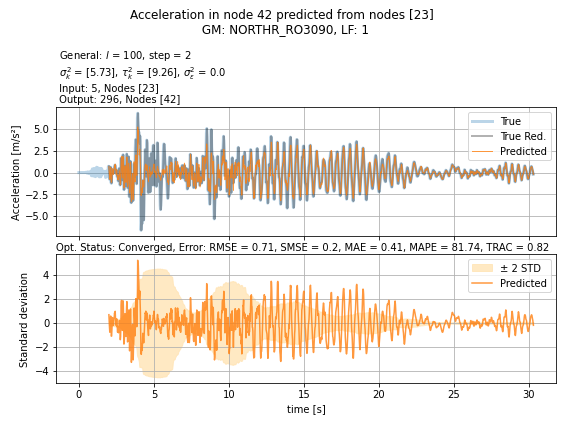 Acceleration in node 42 predicted from nodes [23]
GM: NORTHR_RO3090, LF: 1
General: l = 100, step = 2
σ²ₖ = [5.73], τ²ₖ = [9.26], σ²ε = 0.0
Input: 5, Nodes [23]
Output: 296, Nodes [42]
Acceleration [m/s²]
5.0
2.5
0.0
−2.5
−5.0
True
True Red.
Predicted
Opt. Status: Converged, Error: RMSE = 0.71, SMSE = 0.2, MAE = 0.41, MAPE = 81.74, TRAC = 0.82
Standard deviation
4
2
0
−2
−4
± 2 STD
Predicted
0 5 10 15 20 25 30
time [s]